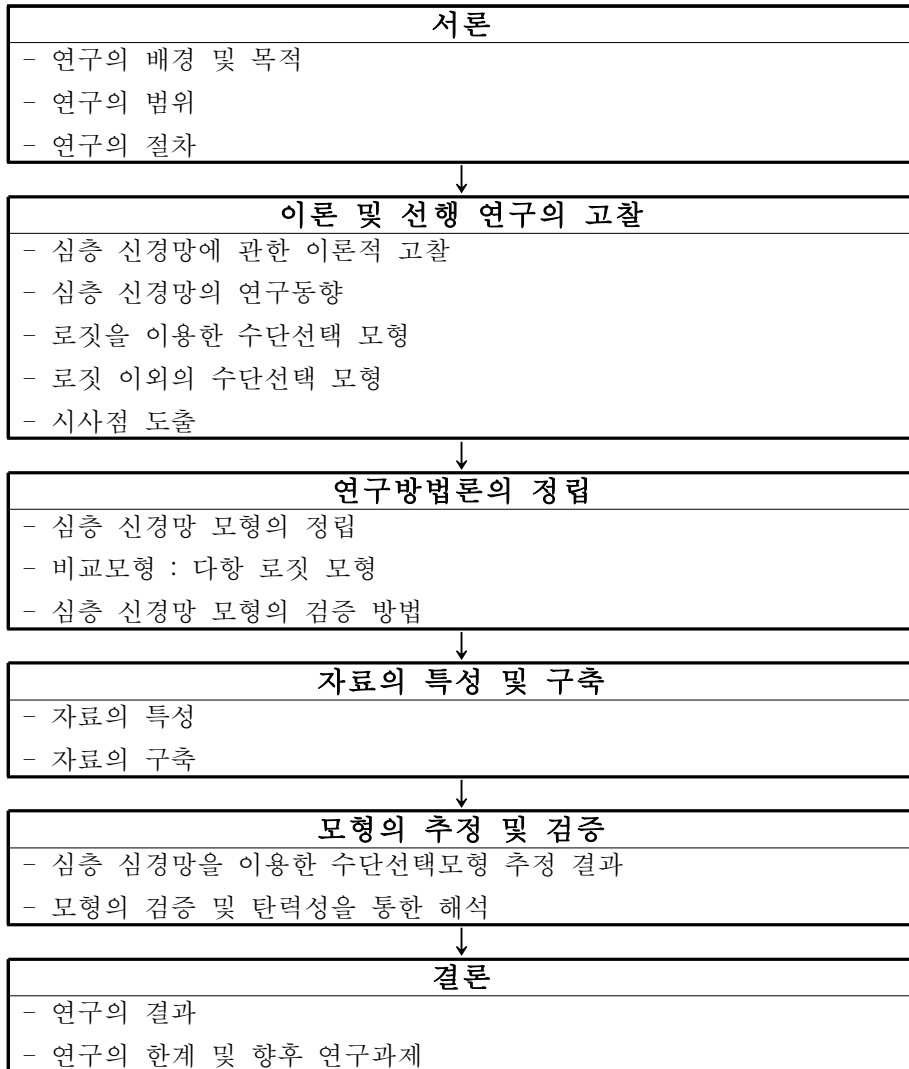 서론
- 연구의 배경 및 목적
- 연구의 범위
- 연구의 절차
↓
이론 및 선행 연구의 고찰
- 심층 신경망에 관한 이론적 고찰
- 심층 신경망의 연구동향
- 로짓을 이용한 수단선택 모형
- 로짓 이외의 수단선택 모형
- 시사점 도출
↓
연구방법론의 정립
- 심층 신경망 모형의 정립
- 비교모형 : 다항 로짓 모형
- 심층 신경망 모형의 검증 방법
↓
자료의 특성 및 구축
- 자료의 특성
- 자료의 구축
↓
모형의 추정 및 검증
- 심층 심경망을 이용한 수단선택모형 추정 결과
- 모형의 검증 및 탄력성을 통한 해석
↓
결론
- 연구의 결과
- 연구의 한계 및 향후 연구과제